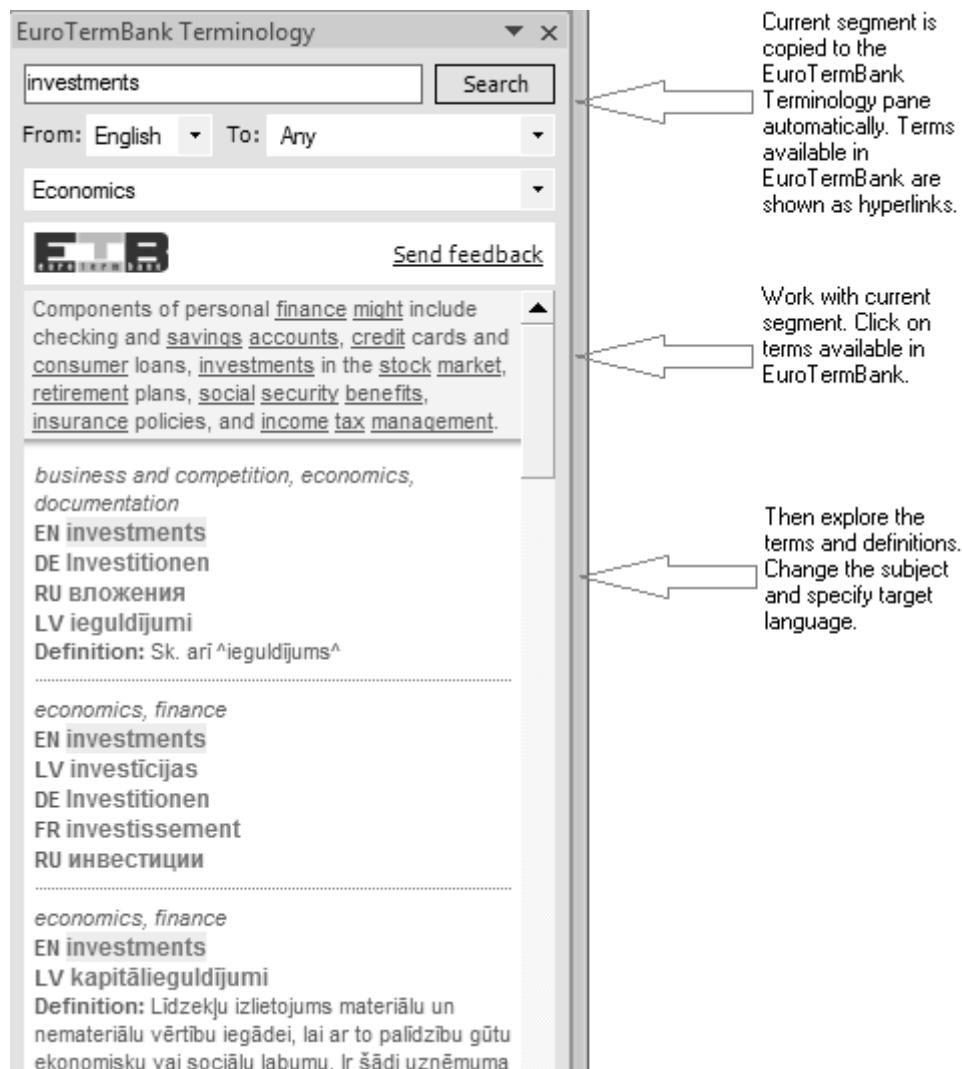 EuroTermBank Terminology
investments
Search
From: English To: Any
Economics
ETB
euro term bank
Send feedback
Components of personal finance might include
checking and savings accounts, credit cards and
consumer loans, investments in the stock market,
retirement plans, social security benefits,
insurance policies, and income tax management.
business and competition, economics,
documentation
EN investments
DE Investitionen
RU вложения
LV ieguldījumi
Definition: Sk. arī ^ieguldījums^
economics, finance
EN investments
LV investīcijas
DE Investitionen
FR investissement
RU инвестиции
economics, finance
EN investments
LV kapitālieguldījumi
Definition: Līdzekļu izlietojums materiālu un
nemateriālu vērtību iegādei, lai ar to palīdzību gūtu
ekonomisku vai sociālu labumu. Ir šādi uzņēmuma
Current segment is
copied to the
EuroTermBank
Terminology pane
automatically. Terms
available in
EuroTermBank are
shown as hyperlinks.
Work with current
segment. Click on
terms available in
EuroTermBank.
Then explore the
terms and definitions.
Change the subject
and specify target
language.